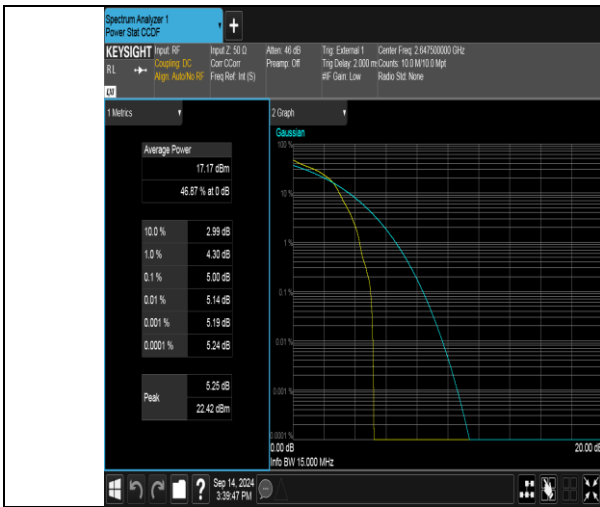 Spectrum Analyzer 1
Power Stat CCDF
KEYSIGHT
R L
LXI
Input: RF
Coupling: DC
Align: Auto/No RF
Input Z: 50 Ω
Corr CCorr
Freq Ref: Int (S)
Atten: 46 dB
Preamp: Off
Trig: External 1
Trig Delay: 2.000 ms
#IF Gain: Low
Center Freq: 2.647500000 GHz
Counts: 10.0 M/10.0 Mpt
Radio Std: None
1 Metrics
Average Power
17.17 dBm
46.87 % at 0 dB
10.0 % 2.99 dB
1.0 % 4.30 dB
0.1 % 5.00 dB
0.01 % 5.14 dB
0.001 % 5.19 dB
0.0001 % 5.24 dB
Peak
5.25 dB
22.42 dBm
2 Graph
Gaussian
100 %
10 %
1 %
0.1 %
0.01 %
0.001 %
0.0001 %
0.00 dB 20.00 dB
Info BW 15.000 MHz
?
Sep 14, 2024
3:39:47 PM